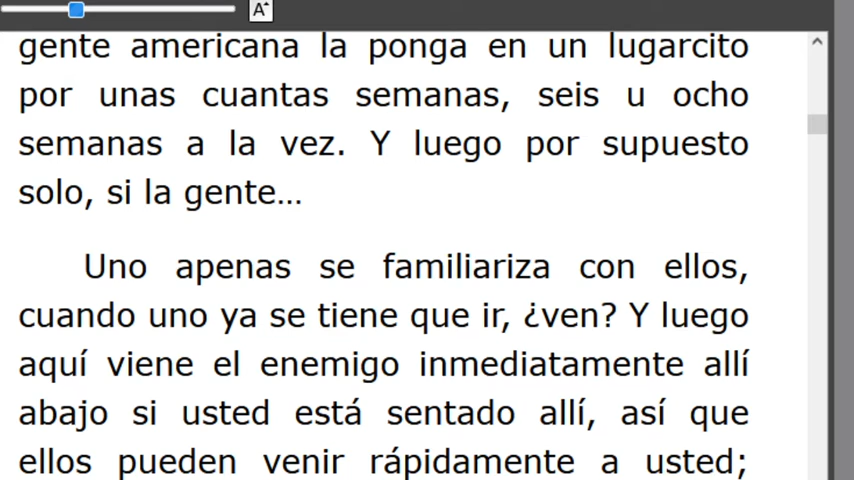 A
gente americana la ponga en un lugarcito
por unas cuantas semanas, seis u ocho
semanas a la vez. Y luego por supuesto
solo, si la gente…
Uno apenas se familiariza con ellos,
cuando uno ya se tiene que ir, ¿ven? Y luego
aquí viene el enemigo inmediatamente allí
abajo si usted está sentado allí, así que
ellos pueden venir rápidamente a usted;